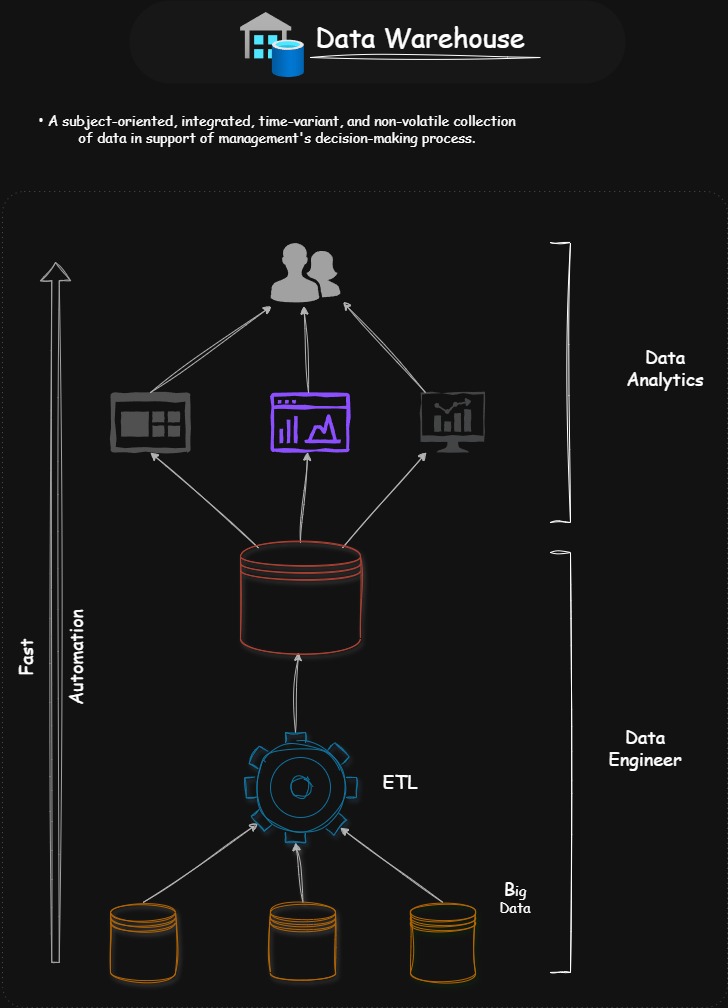 Data Warehouse
• A subject-oriented, integrated, time-variant, and non-volatile collection
of data in support of management's decision-making process.
Data
Analytics
Fast
Automation
Data
Engineer
ETL
Big
Data